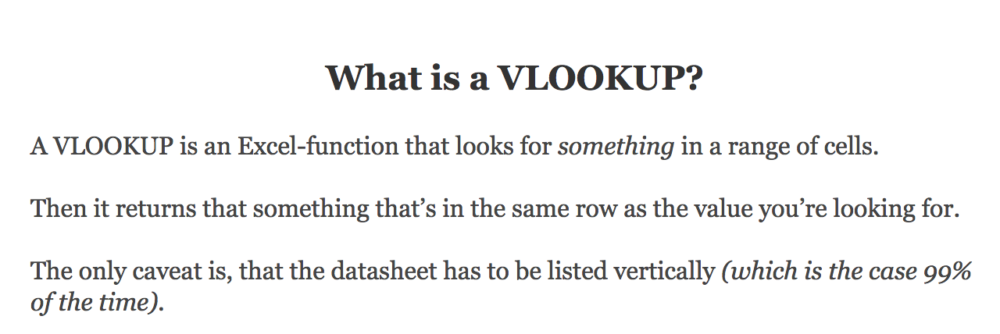 What is a VLOOKUP?
A VLOOKUP is an Excel-function that looks for something in a range of cells.
Then it returns that something that’s in the same row as the value you’re looking for.
The only caveat is, that the datasheet has to be listed vertically (which is the case 99%
of the time).